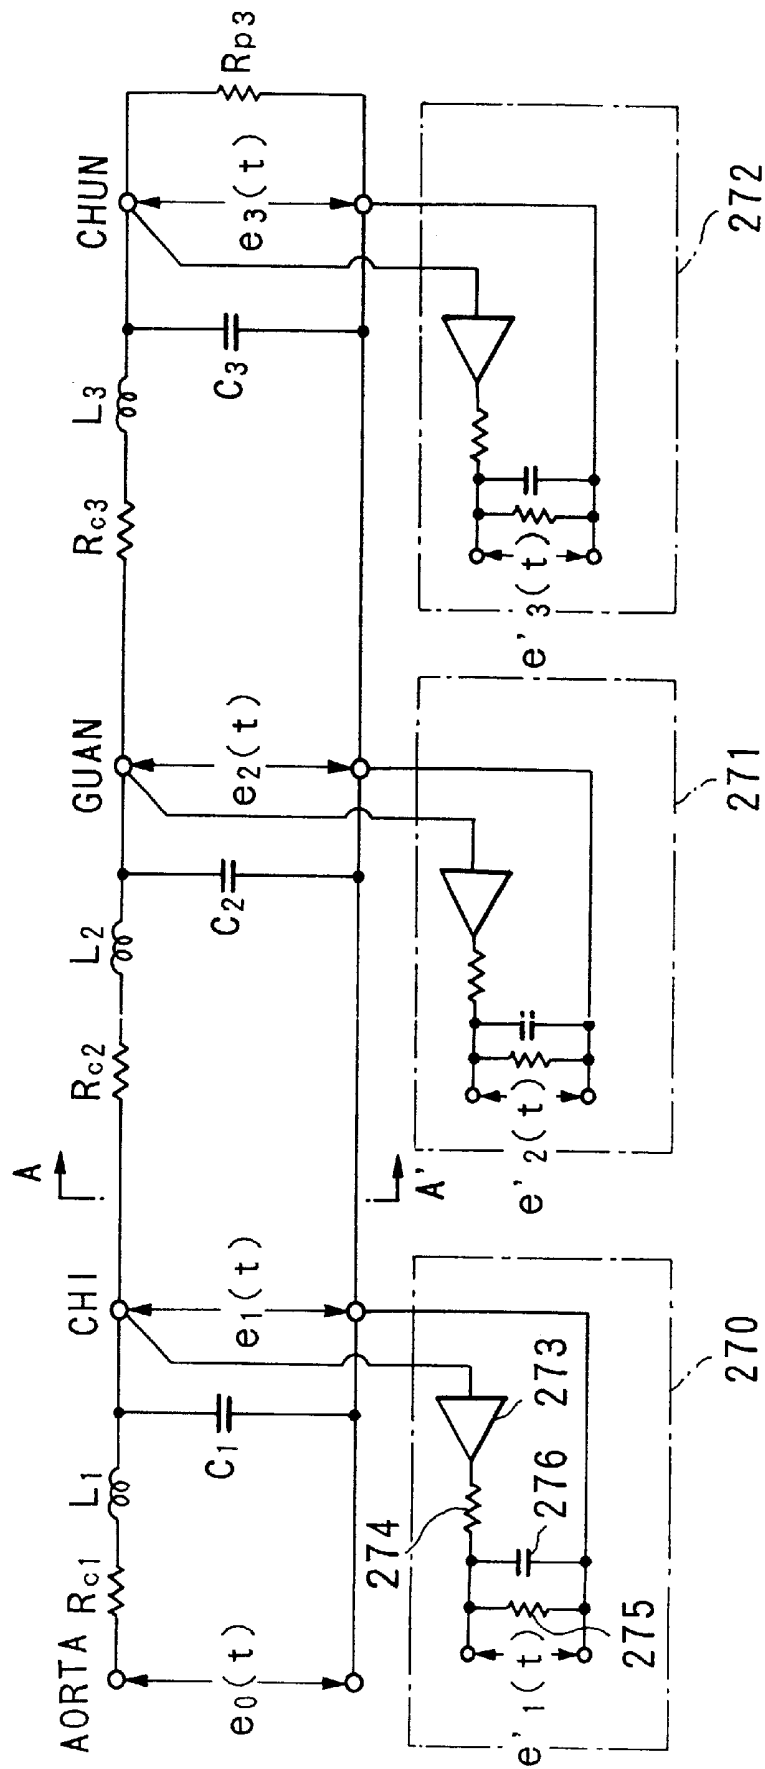 AORTA
CHI
GUAN
CHUN
Rc1
L1
Rc2
L2
Rc3
L3
Rp3
A
C1
C2
C3
e0(t)
e1(t)
e2(t)
e3(t)
A'
274
273
276
275
e'1(t)
e'2(t)
e'3(t)
270
271
272